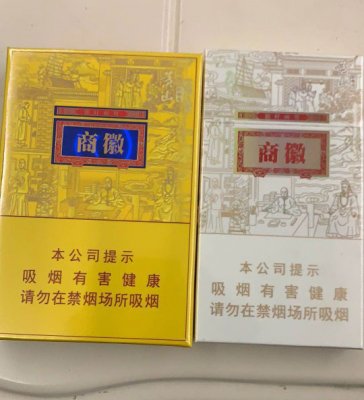 徽商
本公司提示
吸烟有害健康
请勿在禁烟场所吸烟
徽商
本公司提示
吸烟有害健康
请勿在禁烟场所吸烟